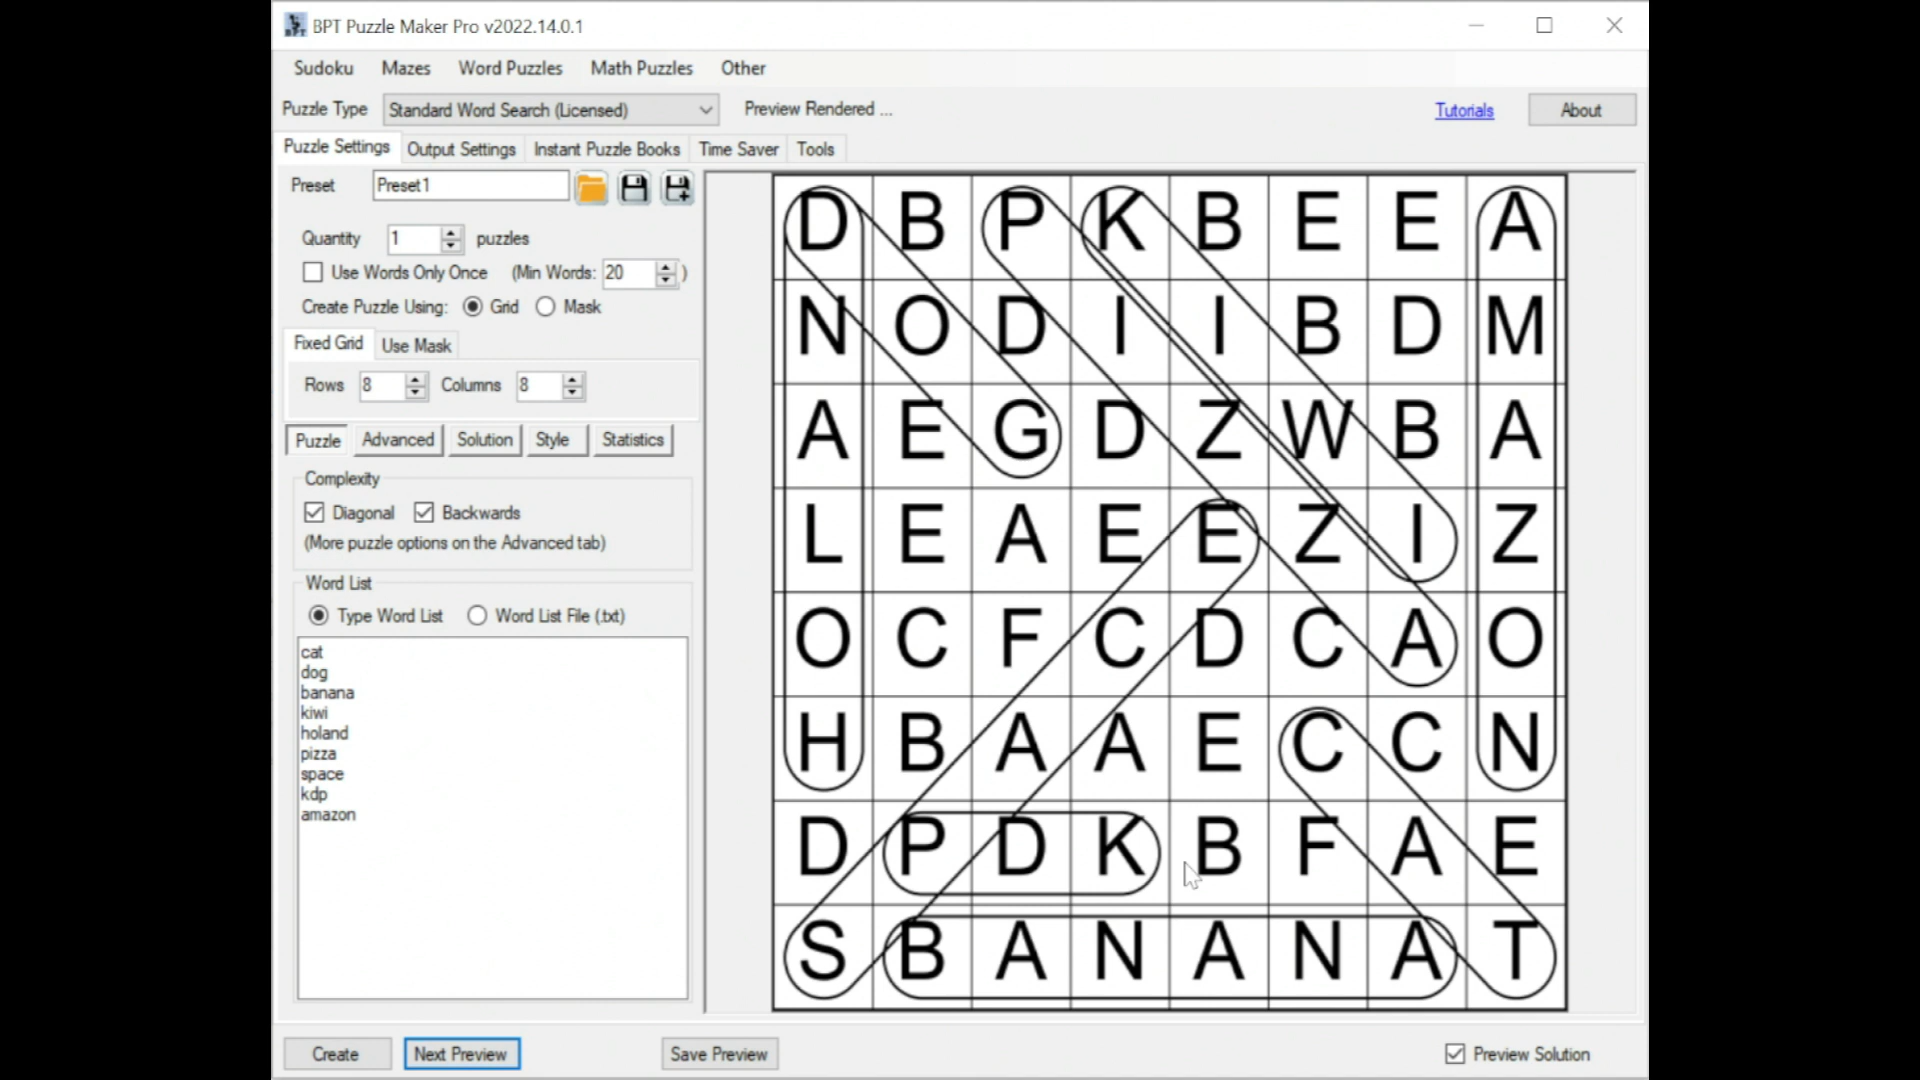 BPT Puzzle Maker Pro v2022.14.0.1
Sudoku Mazes Word Puzzles Math Puzzles Other
Puzzle Type Standard Word Search (Licensed) Preview Rendered ... Tutorials About
Puzzle Settings Output Settings Instant Puzzle Books Time Saver Tools
Preset Preset1
Quantity 1 puzzles
Use Words Only Once (Min Words: 20 )
Create Puzzle Using: Grid Mask
Fixed Grid Use Mask
Rows 8 Columns 8
Puzzle Advanced Solution Style Statistics
Complexity
Diagonal Backwards
(More puzzle options on the Advanced tab)
Word List
Type Word List Word List File (.txt)
cat
dog
banana
kiwi
holand
pizza
space
kdp
amazon
D B P K B E E A
N O D I I B D M
A E G D Z W B A
L E A E E Z I Z
O C F C D C A O
H B A A E C C N
D P D K B F A E
S B A N A N A T
Create Next Preview Save Preview Preview Solution